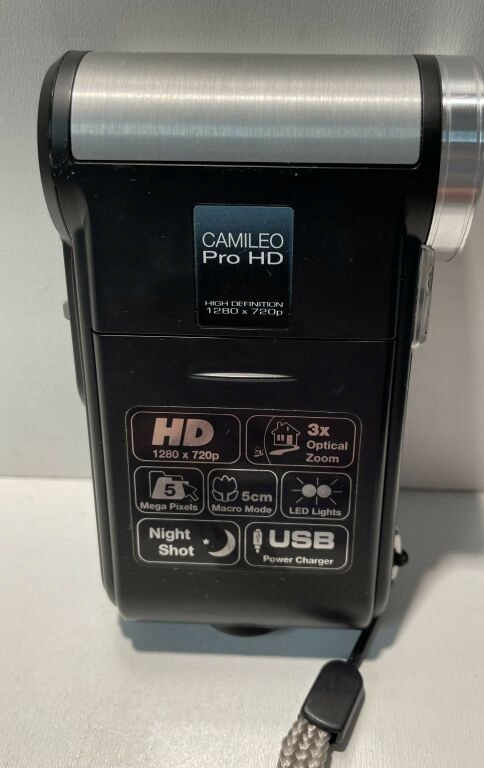 CAMILEO
Pro HD
HIGH DEFINITION
1280 x 720p
HD
1280 x 720p
3x
Optical
Zoom
5
Mega Pixels
5cm
Macro Mode
LED Lights
Night
Shot
USB
Power Charger